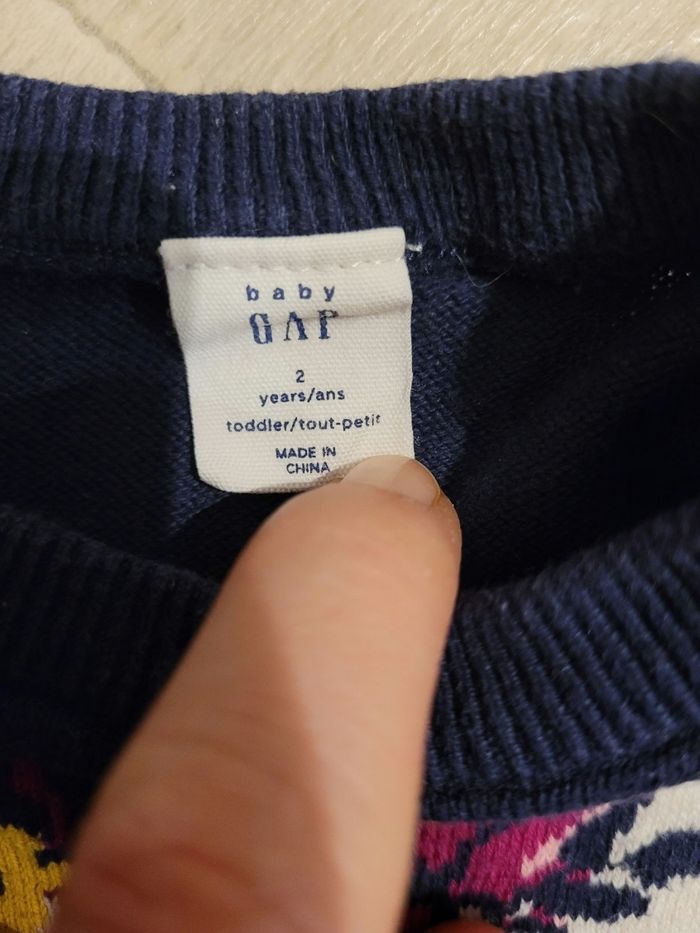 baby
GAP
2
years/ans
toddler/tout-petit
MADE IN
CHINA